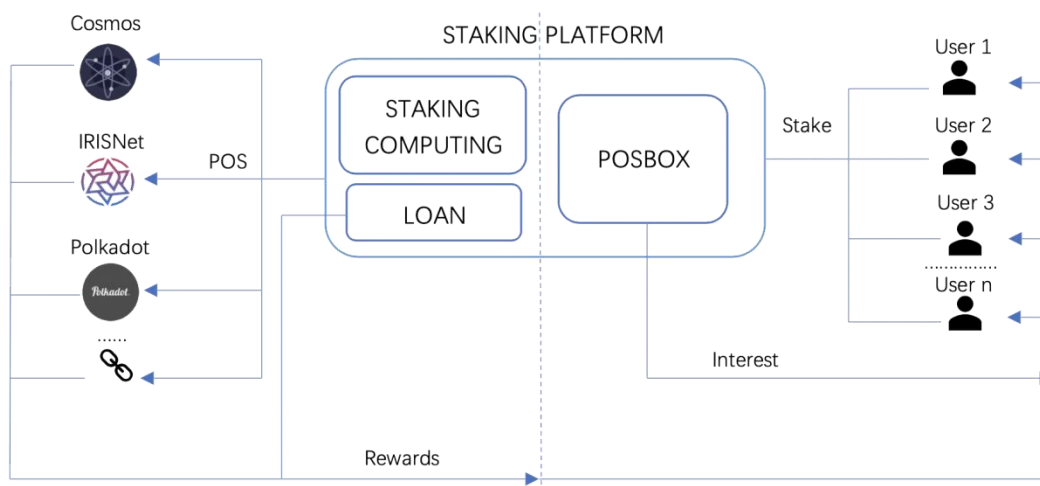 Cosmos
STAKING PLATFORM
User 1
STAKING
COMPUTING
POSBOX
Stake
User 2
IRISNet
POS
LOAN
User 3
Polkadot
Polkadot.
......
................
User n
Interest
Rewards